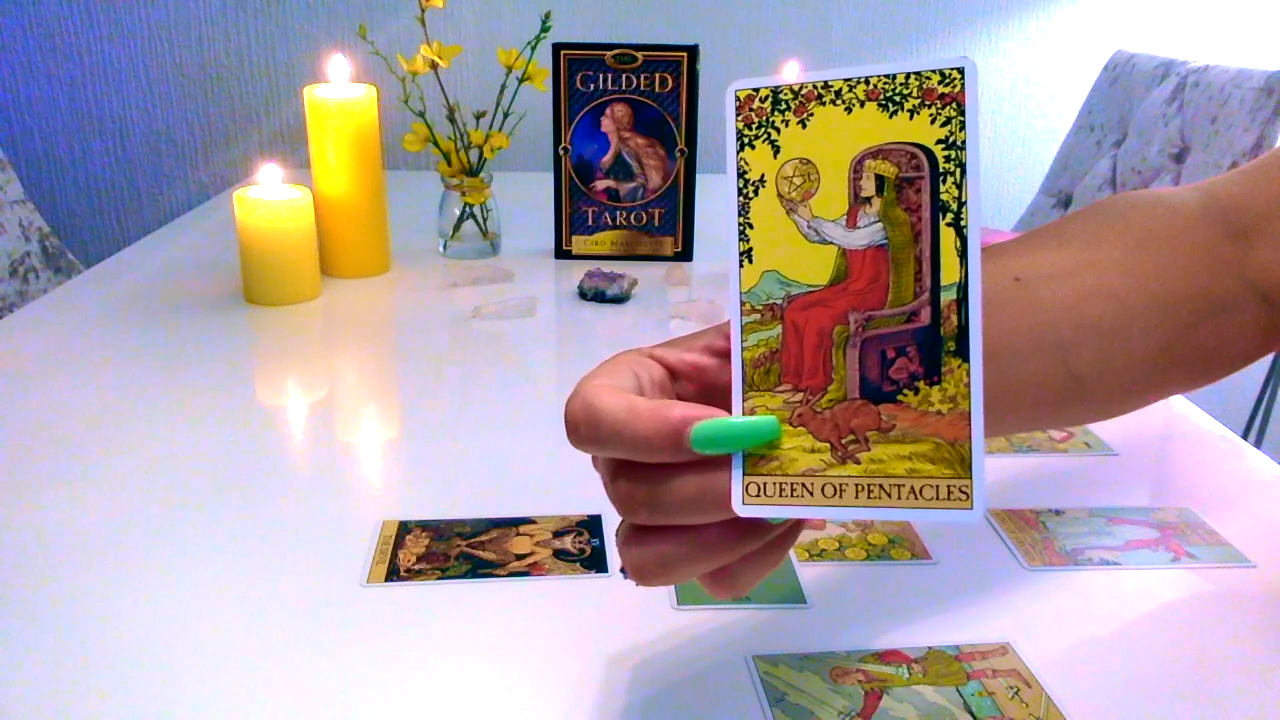 THE
GILDED
TAROT
CIRO MARCHETTI
QUEEN OF PENTACLES